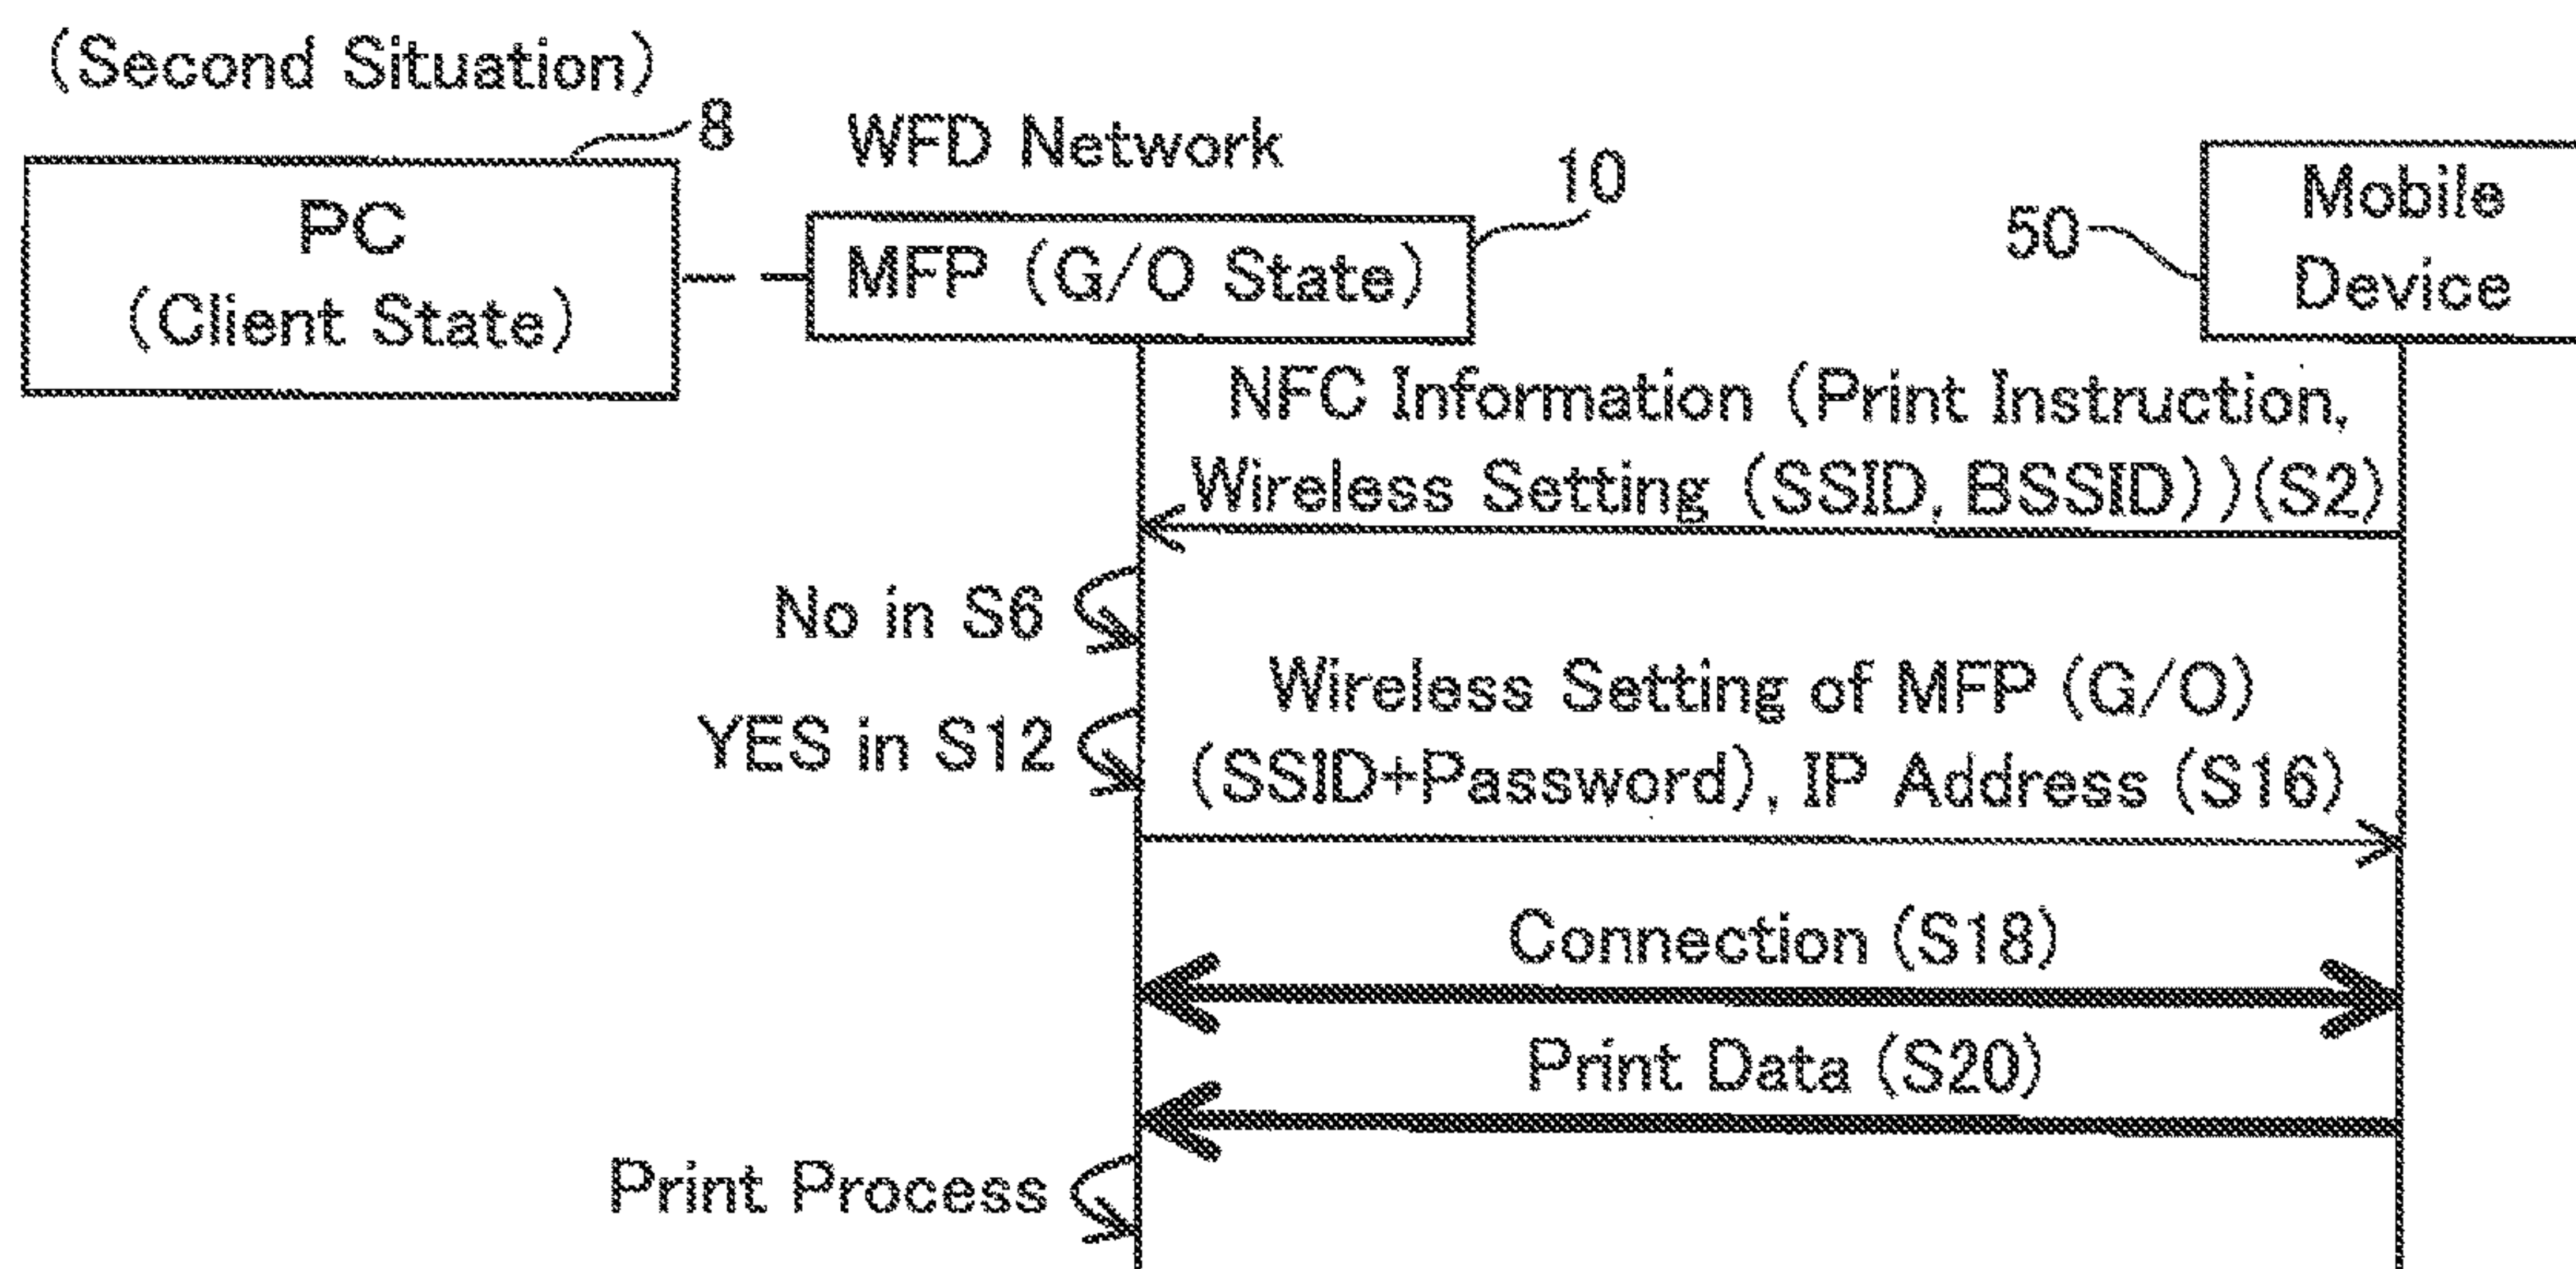 (Second Situation)
8
WFD Network
10
PC
(Client State)
MFP (G/O State)
50
Mobile
Device
NFC Information (Print Instruction,
Wireless Setting (SSID, BSSID))(S2)
No in S6
Wireless Setting of MFP (G/O)
YES in S12
(SSID+Password), IP Address (S16)
Connection (S18)
Print Data (S20)
Print Process